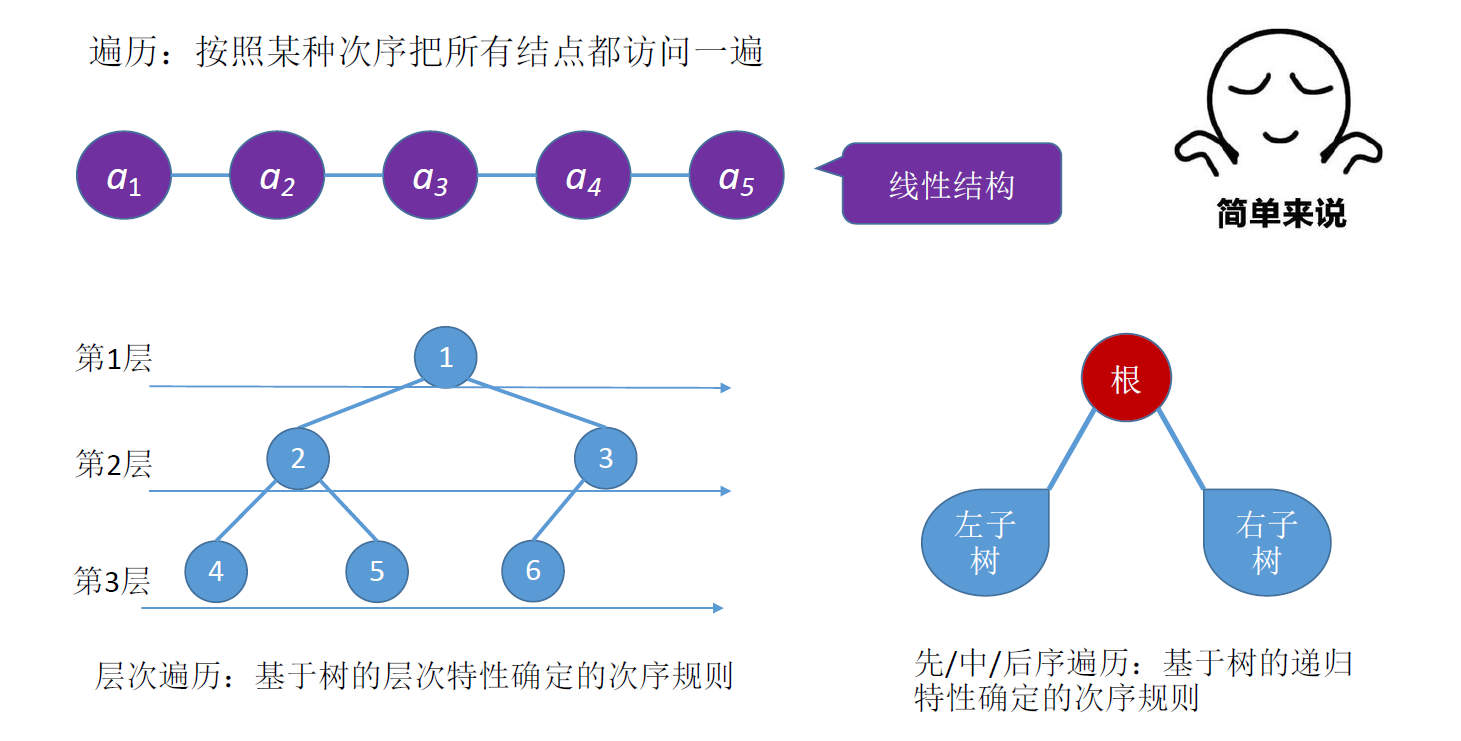 遍历：按照某种次序把所有结点都访问一遍
a1 a2 a3 a4 a5
线性结构
简单来说
第1层
1
第2层
2 3
第3层
4 5 6
层次遍历：基于树的层次特性确定的次序规则
根
左子
树
右子
树
先/中/后序遍历：基于树的递归
特性确定的次序规则